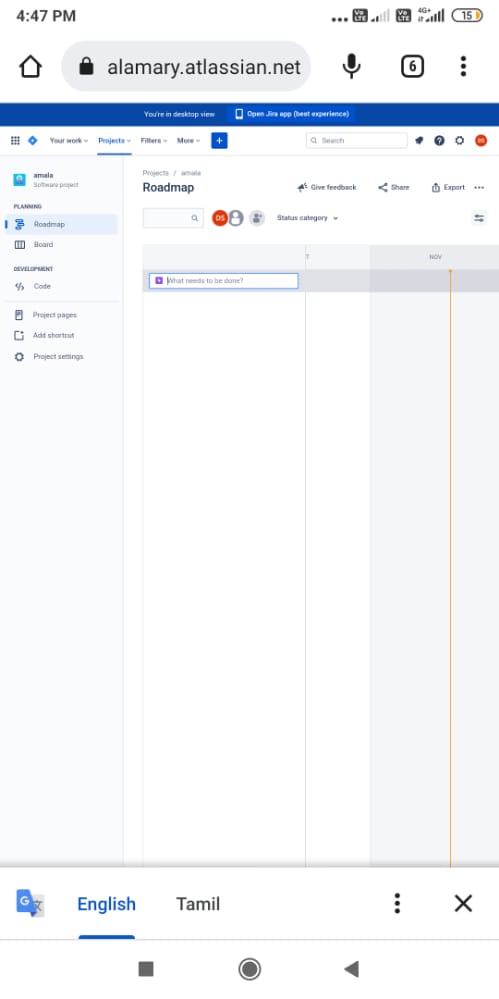 4:47 PM
Vo LTE
Vo LTE
4G+
15
alamary.atlassian.net
6
You're in desktop view
Open Jira app (best experience)
Your work
Projects
Filters
More
+
Search
DS
amala
Software project
PLANNING
Roadmap
Board
DEVELOPMENT
Code
Project pages
Add shortcut
Project settings
Projects / amala
Roadmap
Give feedback
Share
Export
DS
Status category
T
NOV
What needs to be done?
G
English
Tamil